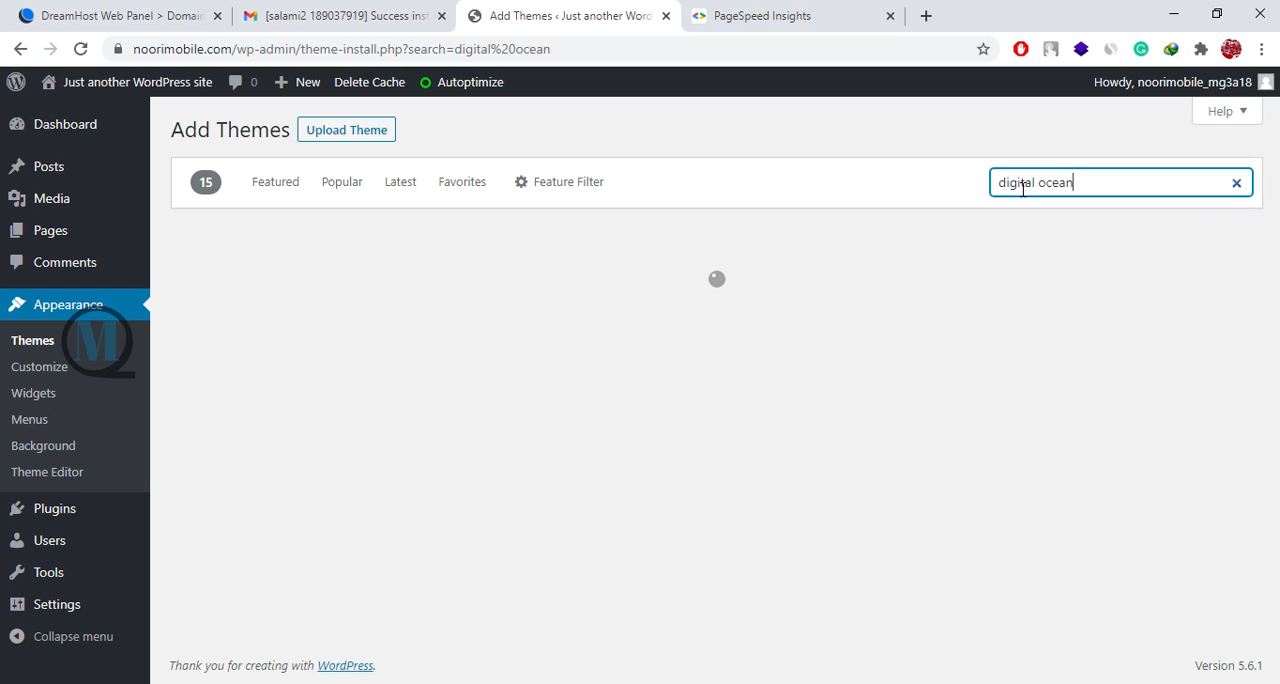 DreamHost Web Panel > Domain
[salami2 189037919] Success inst
Add Themes ‹ Just another Word
PageSpeed Insights
noorimobile.com/wp-admin/theme-install.php?search=digital%20ocean
Just another WordPress site
0
New
Delete Cache
Autoptimize
Howdy, noorimobile_mg3a18
Dashboard
Posts
Media
Pages
Comments
Appearance
Themes
Customize
Widgets
Menus
Background
Theme Editor
Plugins
Users
Tools
Settings
Collapse menu
MQ
Help
Add Themes
Upload Theme
15
Featured
Popular
Latest
Favorites
Feature Filter
digital ocean
Thank you for creating with WordPress.
Version 5.6.1